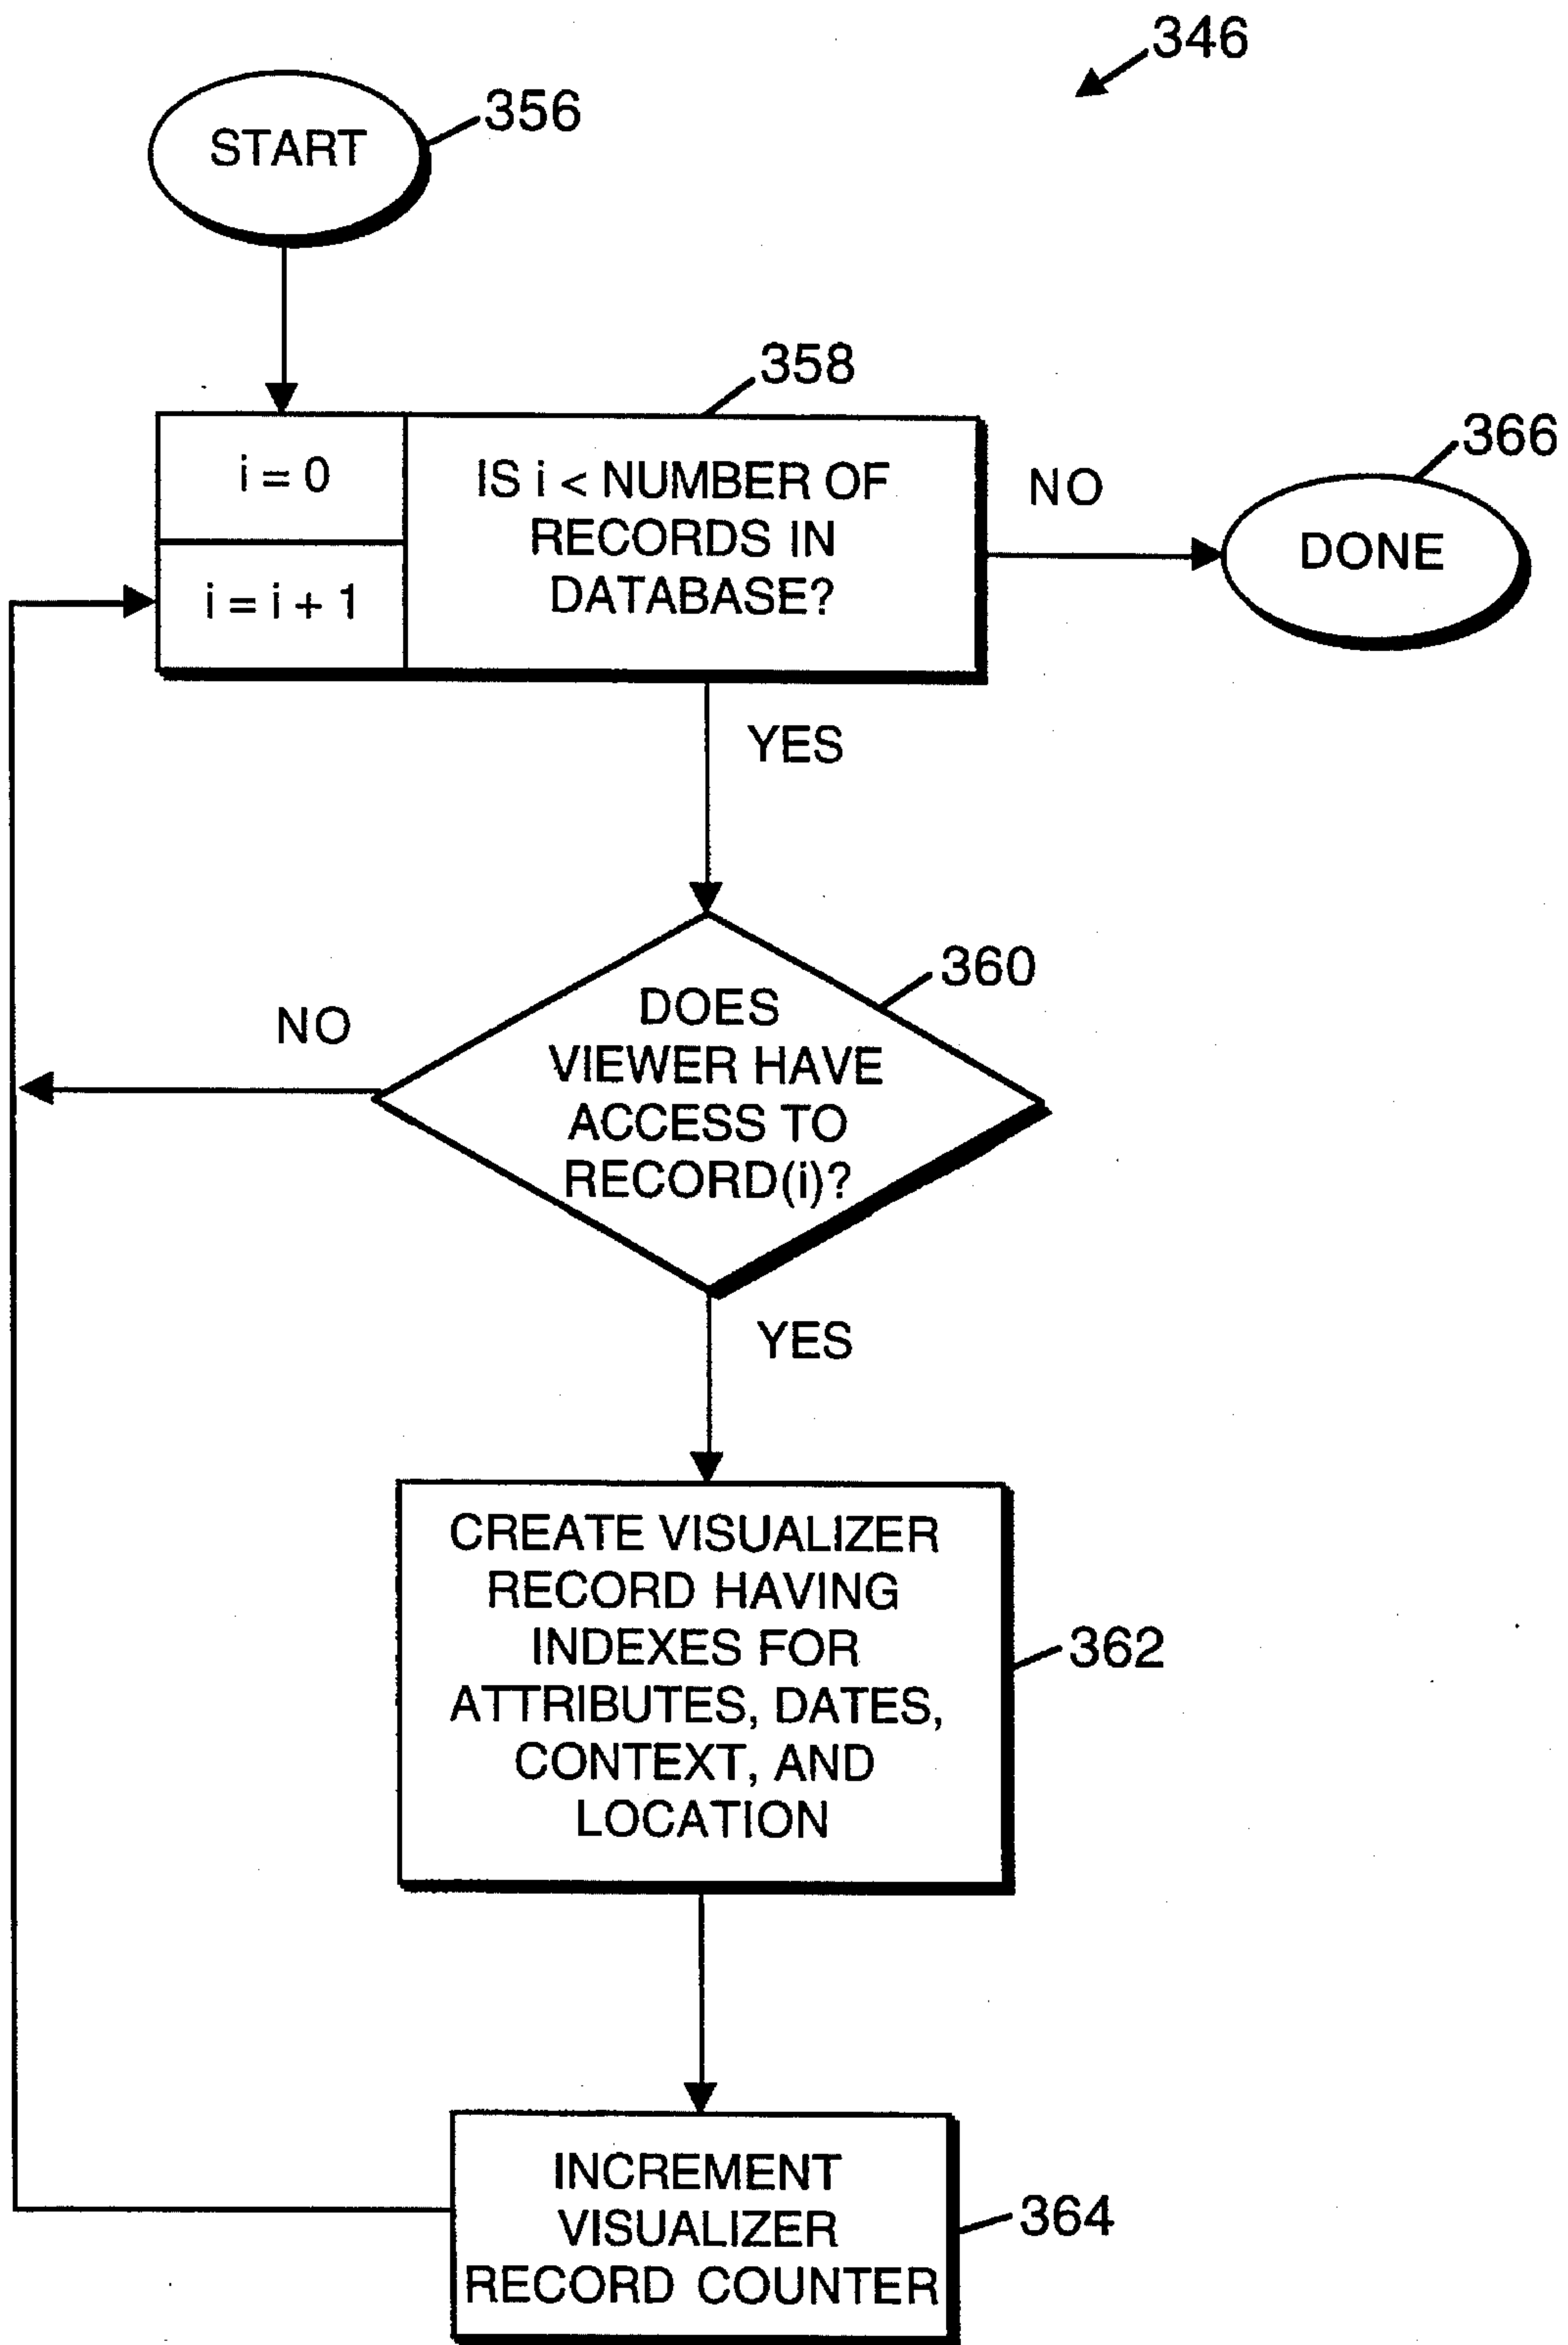 346
356
START
358
i = 0
IS i < NUMBER OF
RECORDS IN
DATABASE?
i = i + 1
NO
366
DONE
YES
360
DOES
VIEWER HAVE
ACCESS TO
RECORD(i)?
NO
YES
CREATE VISUALIZER
RECORD HAVING
INDEXES FOR
ATTRIBUTES, DATES,
CONTEXT, AND
LOCATION
362
INCREMENT
VISUALIZER
RECORD COUNTER
364